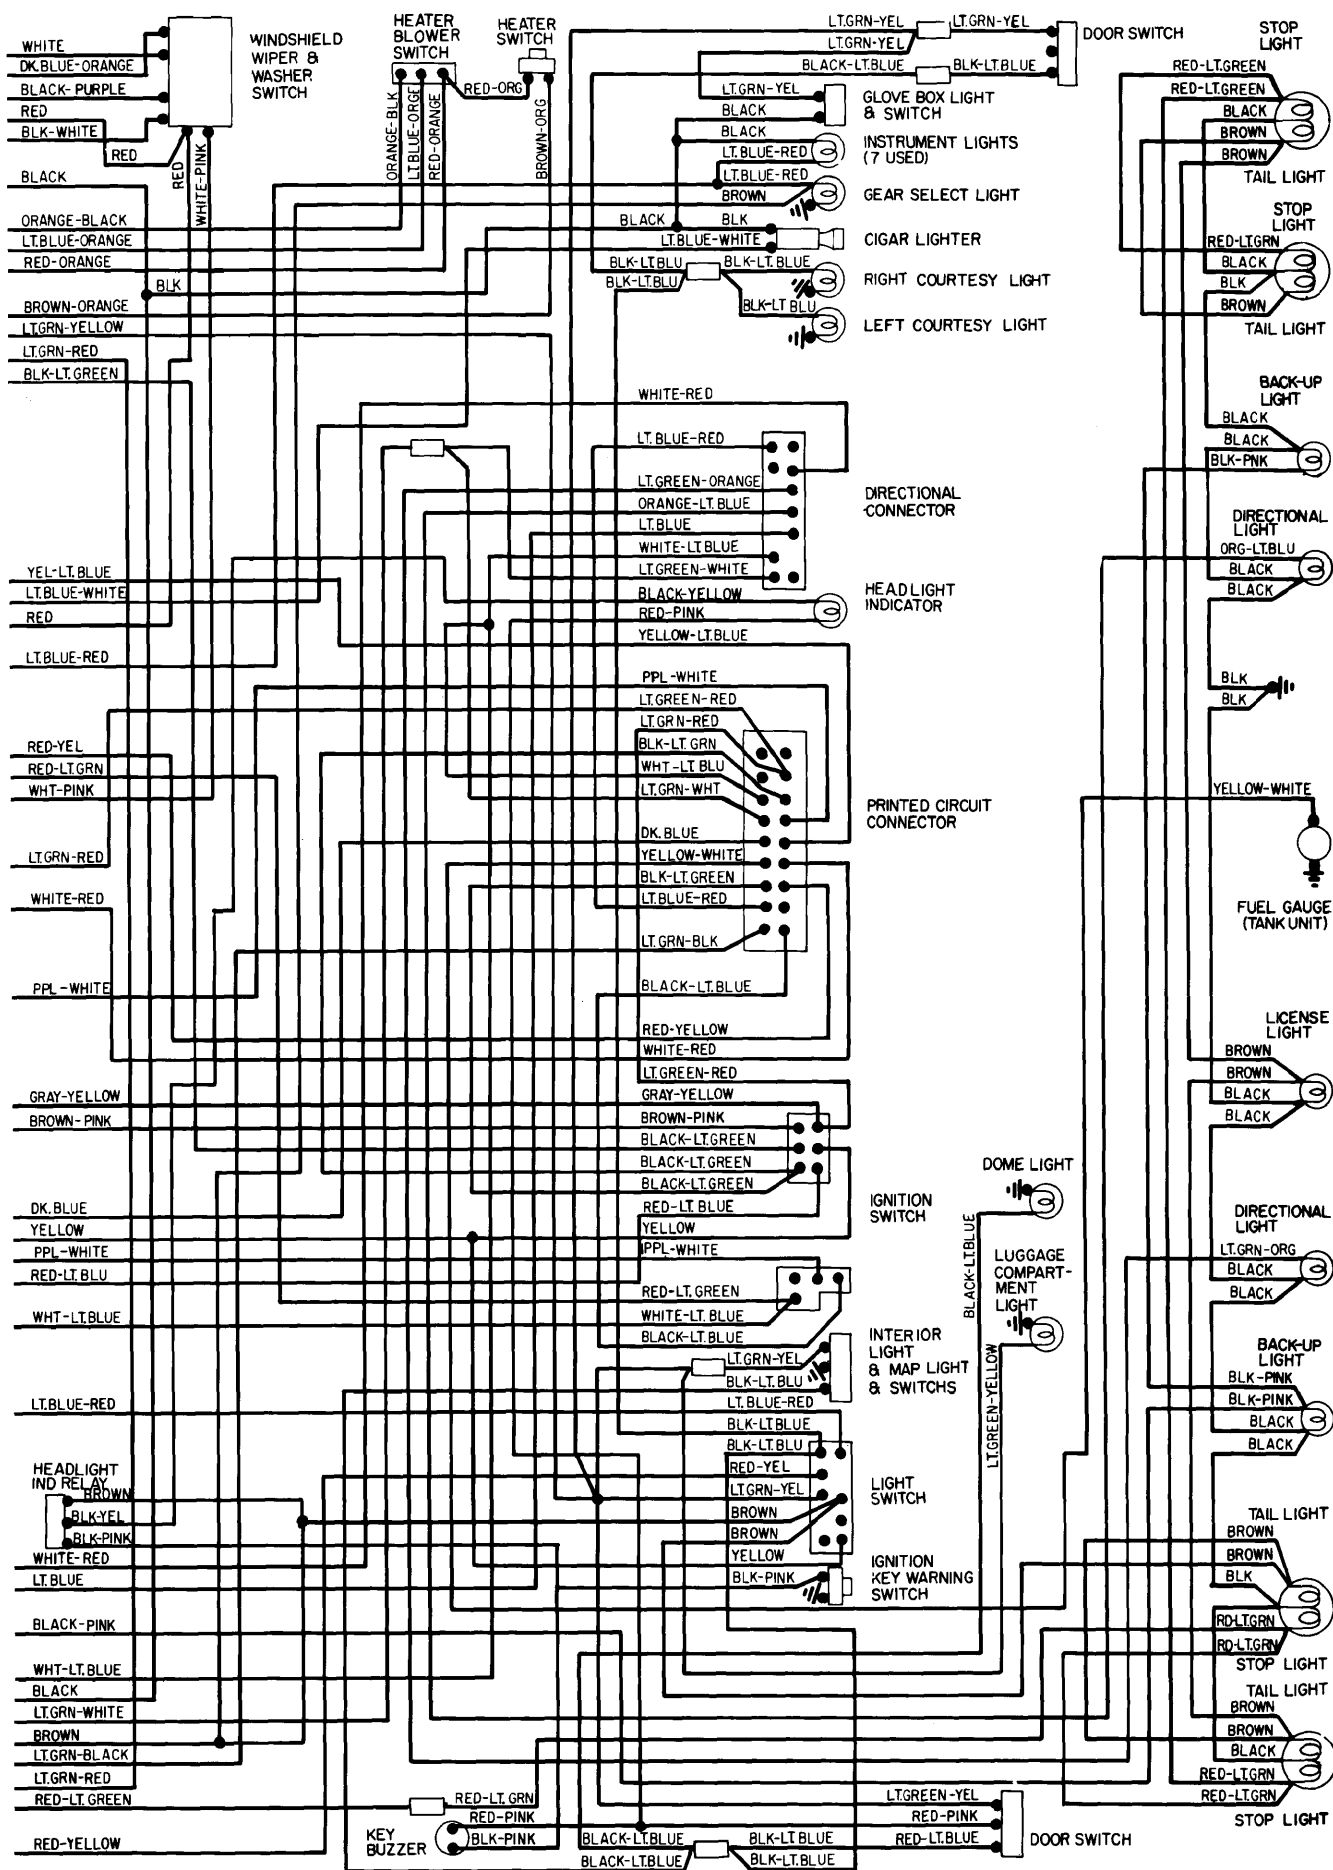 WHITE
DK.BLUE-ORANGE
BLACK-PURPLE
RED
BLK-WHITE
RED
BLACK
ORANGE-BLACK
LT.BLUE-ORANGE
RED-ORANGE
BLK
BROWN-ORANGE
LT.GRN-YELLOW
LT.GRN-RED
BLK-LT.GREEN
RED
WHITE-PINK
WINDSHIELD
WIPER &
WASHER
SWITCH
HEATER
BLOWER
SWITCH
HEATER
SWITCH
RED-ORG
ORANGE-BLK
LT.BLUE-ORGE
RED-ORANGE
BROWN-ORG
LT.GRN-YEL
LT.GRN-YEL
LT.GRN-YEL
BLACK-LT.BLUE
BLK-LT.BLUE
DOOR SWITCH
LT.GRN-YEL
BLACK
GLOVE BOX LIGHT
& SWITCH
BLACK
LT.BLUE-RED
INSTRUMENT LIGHTS
(7 USED)
LT.BLUE-RED
BROWN
GEAR SELECT LIGHT
BLACK
BLK
LT.BLUE-WHITE
CIGAR LIGHTER
BLK-LT.BLU
BLK-LT.BLUE
BLK-LT.BLU
RIGHT COURTESY LIGHT
BLK-LT BLU
LEFT COURTESY LIGHT
STOP
LIGHT
RED-LT.GREEN
RED-LT.GREEN
BLACK
BROWN
BROWN
TAIL LIGHT
STOP
LIGHT
RED-LT.GRN
BLACK
BLK
BROWN
TAIL LIGHT
BACK-UP
LIGHT
BLACK
BLACK
BLK-PNK
DIRECTIONAL
LIGHT
ORG-LT.BLU
BLACK
BLACK
BLK
BLK
YELLOW-WHITE
FUEL GAUGE
(TANK UNIT)
WHITE-RED
LT.BLUE-RED
LT.GREEN-ORANGE
ORANGE-LT.BLUE
LT.BLUE
WHITE-LT.BLUE
LT.GREEN-WHITE
DIRECTIONAL
CONNECTOR
BLACK-YELLOW
RED-PINK
HEADLIGHT
INDICATOR
YELLOW-LT.BLUE
PPL-WHITE
LT.GREEN-RED
LT.GRN-RED
BLK-LT. GRN
WHT-LT BLU
LT.GRN-WHT
DK.BLUE
YELLOW-WHITE
BLK-LT.GREEN
LT.BLUE-RED
LT.GRN-BLK
BLACK-LT.BLUE
RED-YELLOW
WHITE-RED
PRINTED CIRCUIT
CONNECTOR
YEL-LT.BLUE
LT.BLUE-WHITE
RED
LT.BLUE-RED
RED-YEL
RED-LT.GRN
WHT-PINK
LT.GRN-RED
WHITE-RED
PPL-WHITE
GRAY-YELLOW
BROWN-PINK
DK.BLUE
YELLOW
PPL-WHITE
RED-LT.BLU
WHT-LT.BLUE
LT.BLUE-RED
LT.GREEN-RED
GRAY-YELLOW
BROWN-PINK
BLACK-LT.GREEN
BLACK-LT.GREEN
BLACK-LT.GREEN
RED-LT.BLUE
YELLOW
PPL-WHITE
IGNITION
SWITCH
RED-LT.GREEN
WHITE-LT.BLUE
BLACK-LT.BLUE
LT.GRN-YEL
BLK-LT.BLU
INTERIOR
LIGHT
& MAP LIGHT
& SWITCHS
DOME LIGHT
BLACK-LT.BLUE
LUGGAGE
COMPART-
MENT
LIGHT
LT.GREEN-YELLOW
LT.BLUE-RED
BLK-LT.BLUE
BLK-LT.BLU
RED-YEL
LT.GRN-YEL
BROWN
BROWN
YELLOW
LIGHT
SWITCH
BLK-PINK
IGNITION
KEY WARNING
SWITCH
LICENSE
LIGHT
BROWN
BROWN
BLACK
BLACK
DIRECTIONAL
LIGHT
LT.GRN-ORG
BLACK
BLACK
BACK-UP
LIGHT
BLK-PINK
BLK-PINK
BLACK
BLACK
TAIL LIGHT
BROWN
BROWN
BLK
RD-LT.GRN
RD-LT.GRN
STOP LIGHT
TAIL LIGHT
BROWN
BROWN
BLACK
RED-LT.GRN
RED-LT.GRN
STOP LIGHT
HEADLIGHT
IND RELAY
BROWN
BLK-YEL
BLK-PINK
WHITE-RED
LT.BLUE
BLACK-PINK
WHT-LT.BLUE
BLACK
LT.GRN-WHITE
BROWN
LT.GRN-BLACK
LT.GRN-RED
RED-LT. GREEN
RED-YELLOW
RED-LT. GRN
RED-PINK
BLK-PINK
KEY
BUZZER
BLACK-LT.BLUE
BLACK-LT.BLUE
BLK-LT.BLUE
BLK-LT.BLUE
LT.GREEN-YEL
RED-PINK
RED-LT.BLUE
DOOR SWITCH